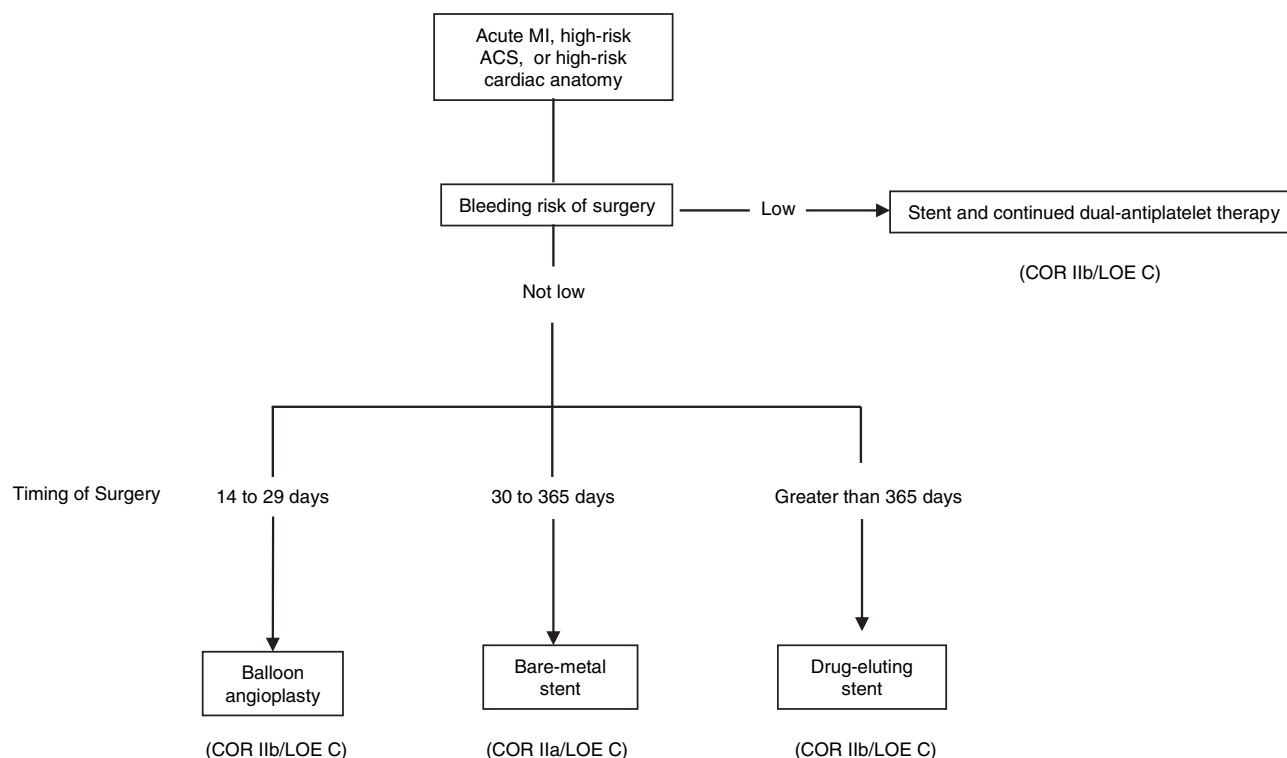 Acute MI, high-risk
ACS, or high-risk
cardiac anatomy
Bleeding risk of surgery
Low
Stent and continued dual-antiplatelet therapy
(COR IIb/LOE C)
Not low
Timing of Surgery
14 to 29 days
30 to 365 days
Greater than 365 days
Balloon
angioplasty
Bare-metal
stent
Drug-eluting
stent
(COR IIb/LOE C)
(COR IIa/LOE C)
(COR IIb/LOE C)